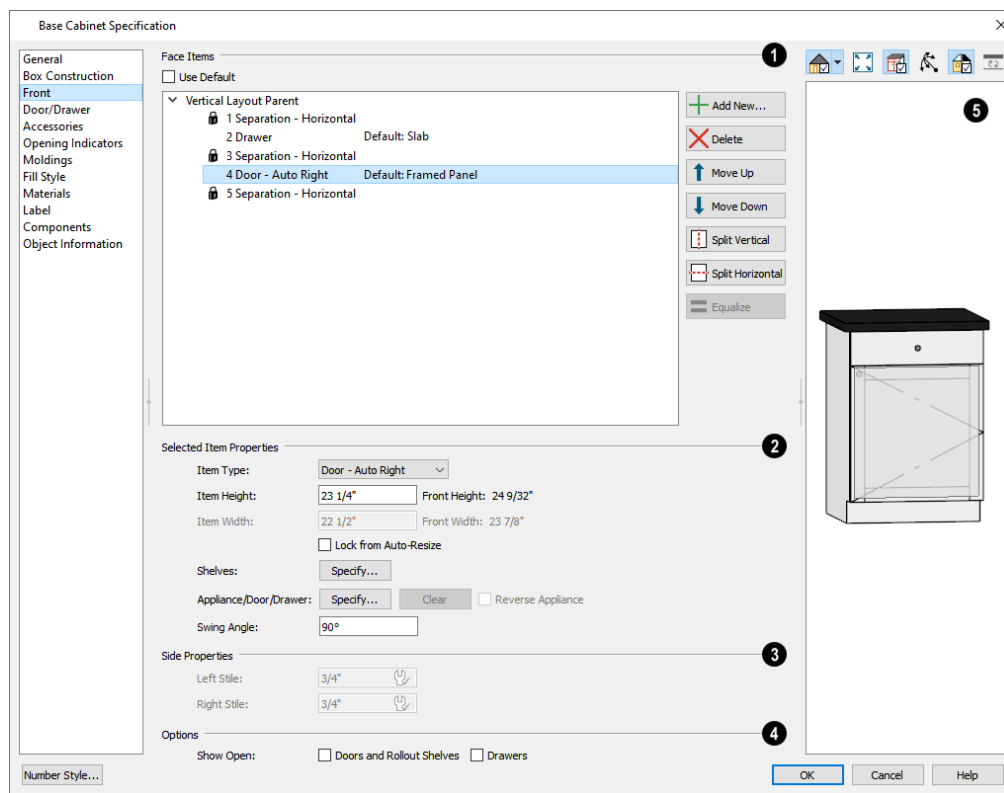 Base Cabinet Specification
General
Box Construction
Front
Door/Drawer
Accessories
Opening Indicators
Moldings
Fill Style
Materials
Label
Components
Object Information
Face Items 1
Use Default
Vertical Layout Parent
1 Separation - Horizontal
2 Drawer Default: Slab
3 Separation - Horizontal
4 Door - Auto Right Default: Framed Panel
5 Separation - Horizontal
Add New...
Delete
Move Up
Move Down
Split Vertical
Split Horizontal
Equalize
Selected Item Properties 2
Item Type: Door - Auto Right
Item Height: 23 1/4" Front Height: 24 9/32"
Item Width: 22 1/2" Front Width: 23 7/8"
Lock from Auto-Resize
Shelves: Specify...
Appliance/Door/Drawer: Specify... Clear Reverse Appliance
Swing Angle: 90°
Side Properties 3
Left Stile: 3/4"
Right Stile: 3/4"
Options 4
Show Open: Doors and Rollout Shelves Drawers
5
Number Style... OK Cancel Help